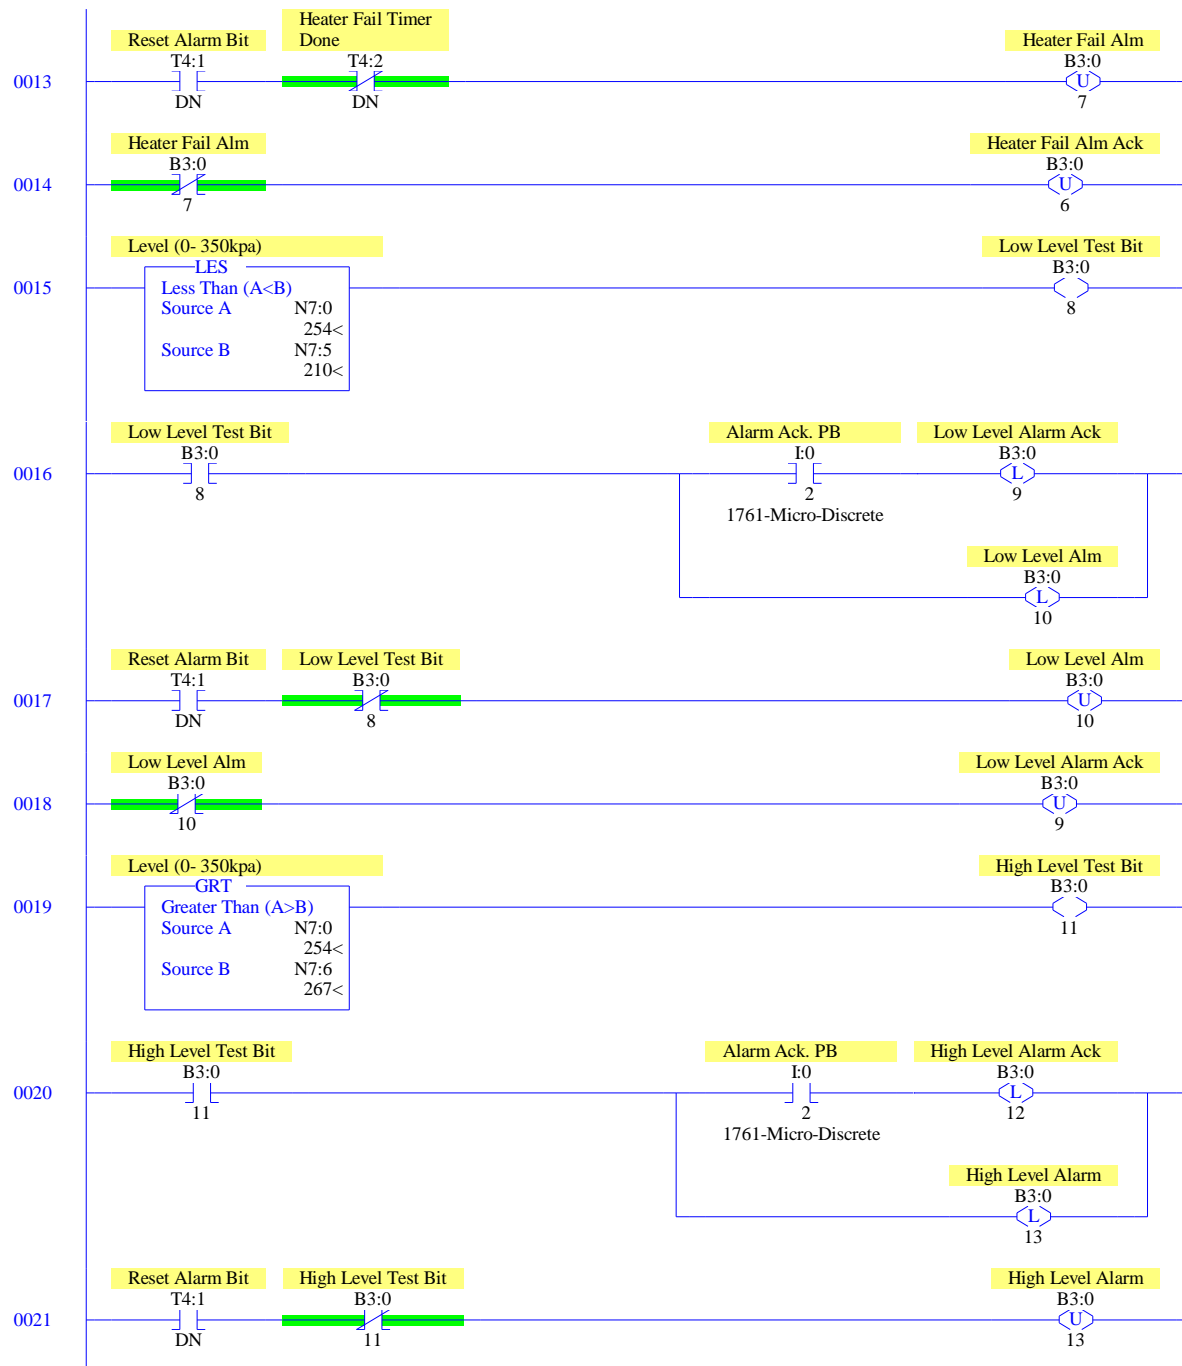 Heater Fail Timer
Reset Alarm Bit Done Heater Fail Alm
T4:1 T4:2 B3:0
0013 U
DN DN 7
Heater Fail Alm Heater Fail Alm Ack
B3:0 B3:0
0014 U
7 6
Level (0- 350kpa) Low Level Test Bit
LES B3:0
0015 Less Than (A<B)
Source A N7:0 8
254<
Source B N7:5
210<
Low Level Test Bit Alarm Ack. PB Low Level Alarm Ack
B3:0 I:0 B3:0
0016 L
8 2 9
1761-Micro-Discrete
Low Level Alm
B3:0
L
10
Reset Alarm Bit Low Level Test Bit Low Level Alm
T4:1 B3:0 B3:0
0017 U
DN 8 10
Low Level Alm Low Level Alarm Ack
B3:0 B3:0
0018 U
10 9
Level (0- 350kpa) High Level Test Bit
GRT B3:0
0019 Greater Than (A>B)
Source A N7:0 11
254<
Source B N7:6
267<
High Level Test Bit Alarm Ack. PB High Level Alarm Ack
B3:0 I:0 B3:0
0020 L
11 2 12
1761-Micro-Discrete
High Level Alarm
B3:0
L
13
Reset Alarm Bit High Level Test Bit High Level Alarm
T4:1 B3:0 B3:0
0021 U
DN 11 13